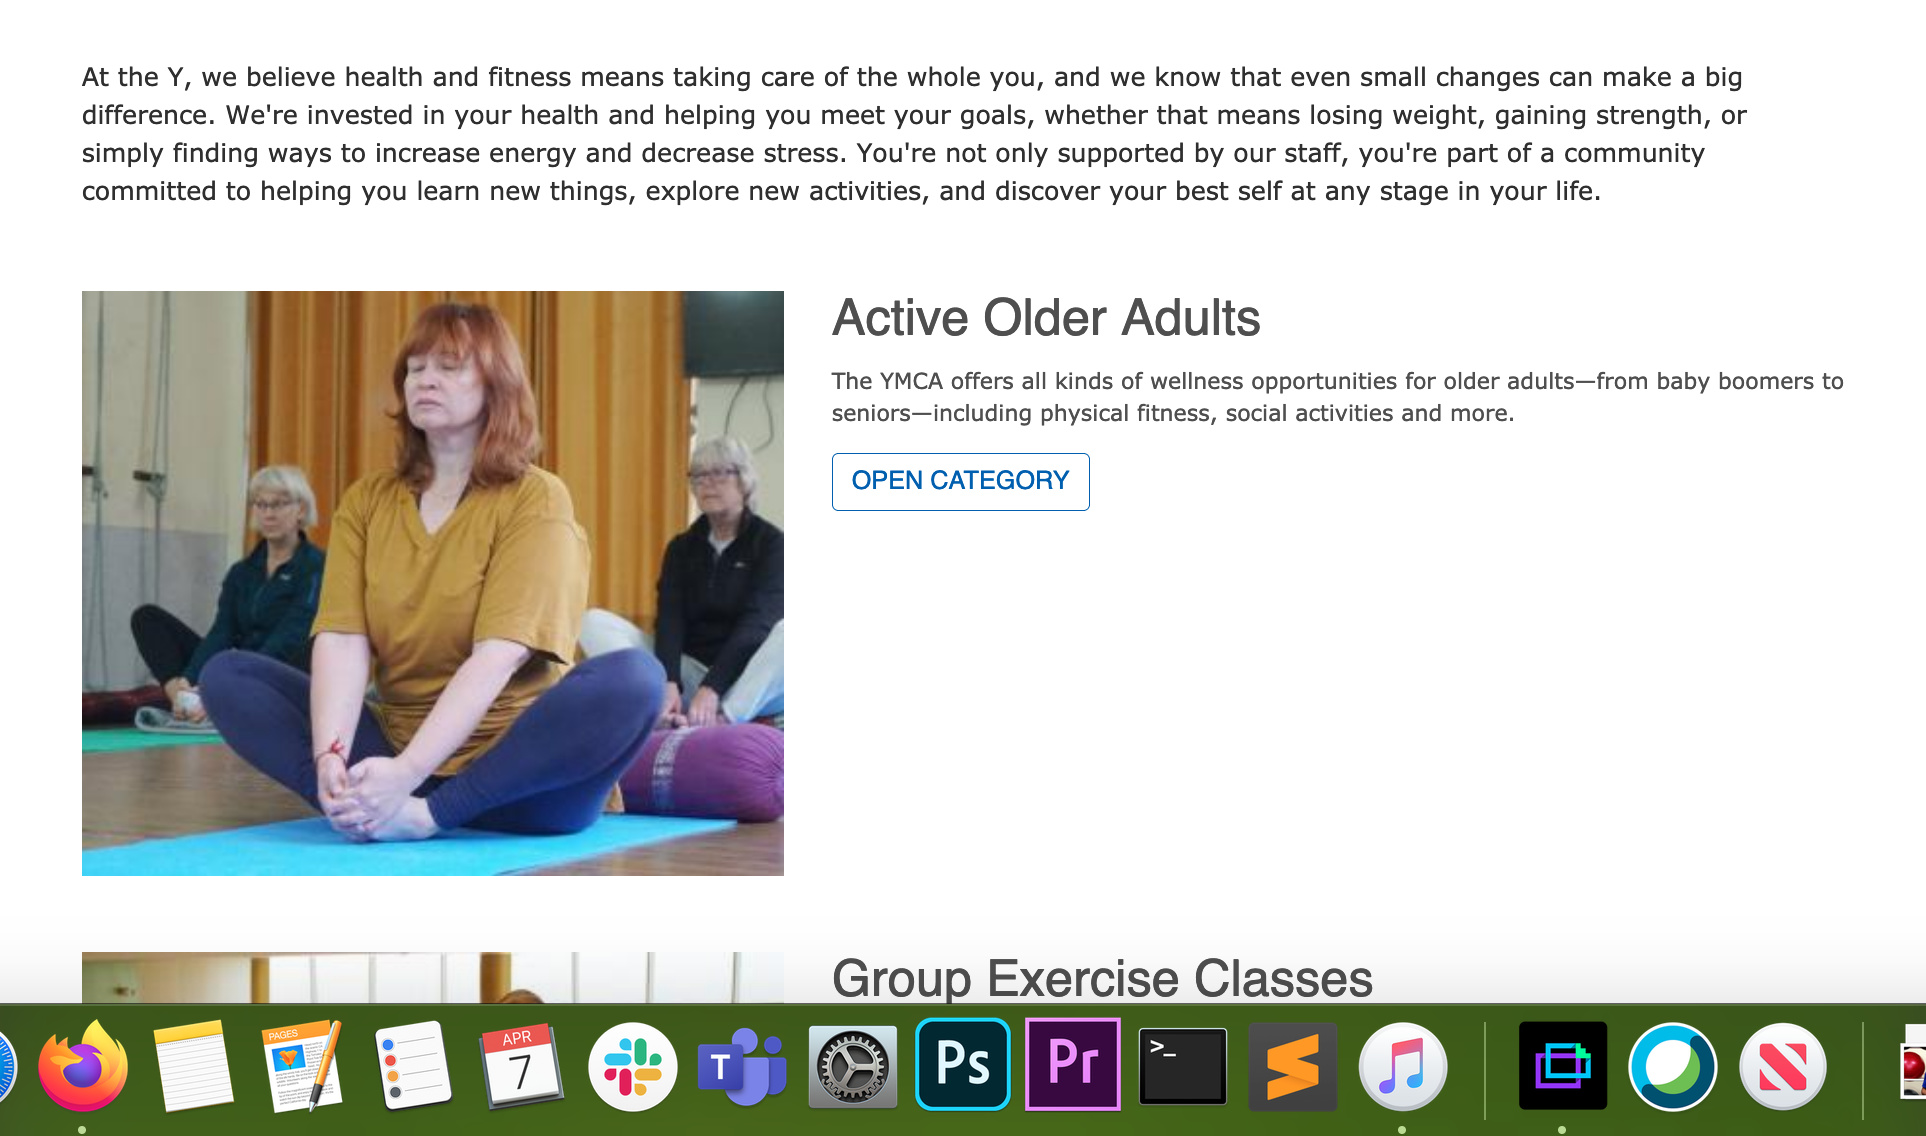 At the Y, we believe health and fitness means taking care of the whole you, and we know that even small changes can make a big
difference. We're invested in your health and helping you meet your goals, whether that means losing weight, gaining strength, or
simply finding ways to increase energy and decrease stress. You're not only supported by our staff, you're part of a community
committed to helping you learn new things, explore new activities, and discover your best self at any stage in your life.
Active Older Adults
The YMCA offers all kinds of wellness opportunities for older adults—from baby boomers to
seniors—including physical fitness, social activities and more.
OPEN CATEGORY
Group Exercise Classes
PAGES
APR
7
T
Ps
Pr
>_